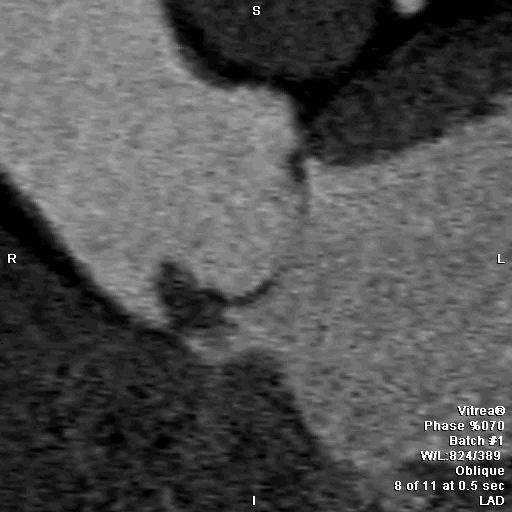 S
R
L
Vitrea®
Phase %070
Batch #1
W/L:824/389
Oblique
8 of 11 at 0.5 sec
I
LAD